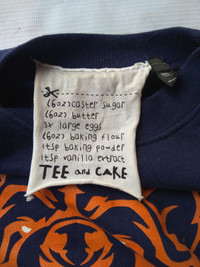 (6oz) caster sugar
(6oz) butter
3x large eggs
(6oz) baking flour
1tsp baking powder
1tsp vanilla extract
TEE and CAKE